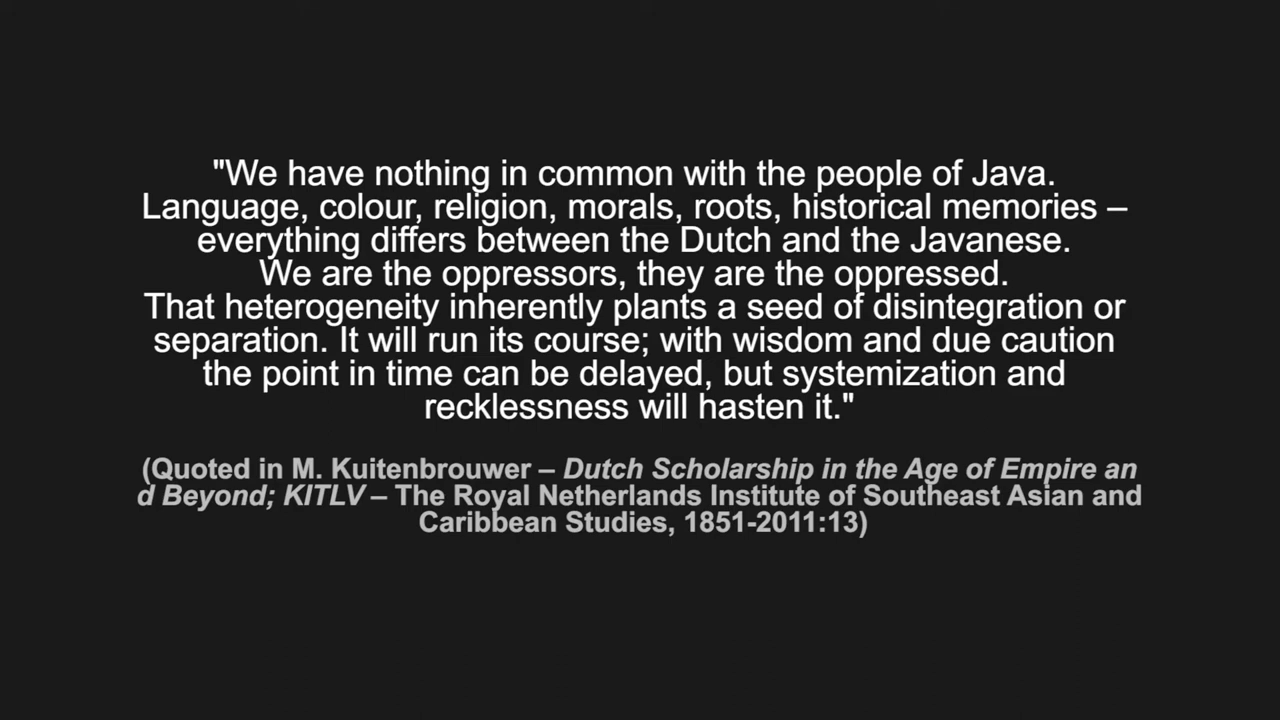 "We have nothing in common with the people of Java.
Language, colour, religion, morals, roots, historical memories –
everything differs between the Dutch and the Javanese.
We are the oppressors, they are the oppressed.
That heterogeneity inherently plants a seed of disintegration or
separation. It will run its course; with wisdom and due caution
the point in time can be delayed, but systemization and
recklessness will hasten it."
(Quoted in M. Kuitenbrouwer – Dutch Scholarship in the Age of Empire an
d Beyond; KITLV – The Royal Netherlands Institute of Southeast Asian and
Caribbean Studies, 1851-2011:13)